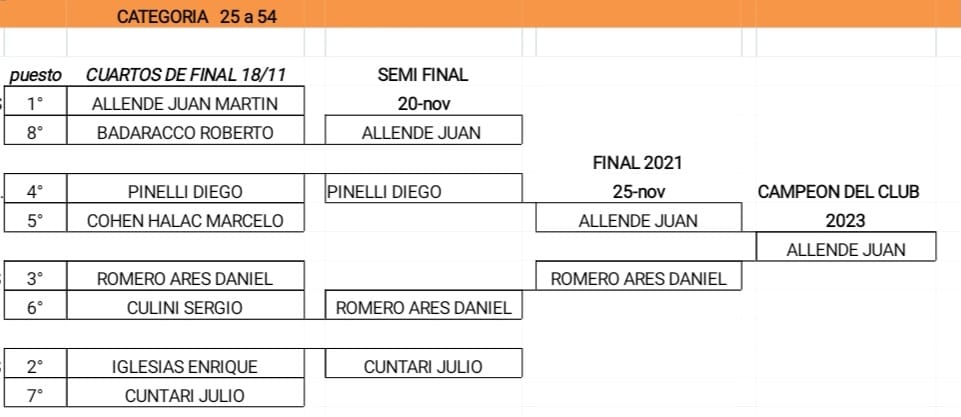 CATEGORIA 25 a 54
puesto CUARTOS DE FINAL 18/11 SEMI FINAL
1° ALLENDE JUAN MARTIN 20-nov
8° BADARACCO ROBERTO ALLENDE JUAN
FINAL 2021
4° PINELLI DIEGO PINELLI DIEGO 25-nov CAMPEON DEL CLUB
5° COHEN HALAC MARCELO ALLENDE JUAN 2023
ALLENDE JUAN
3° ROMERO ARES DANIEL ROMERO ARES DANIEL
6° CULINI SERGIO ROMERO ARES DANIEL
2° IGLESIAS ENRIQUE CUNTARI JULIO
7° CUNTARI JULIO